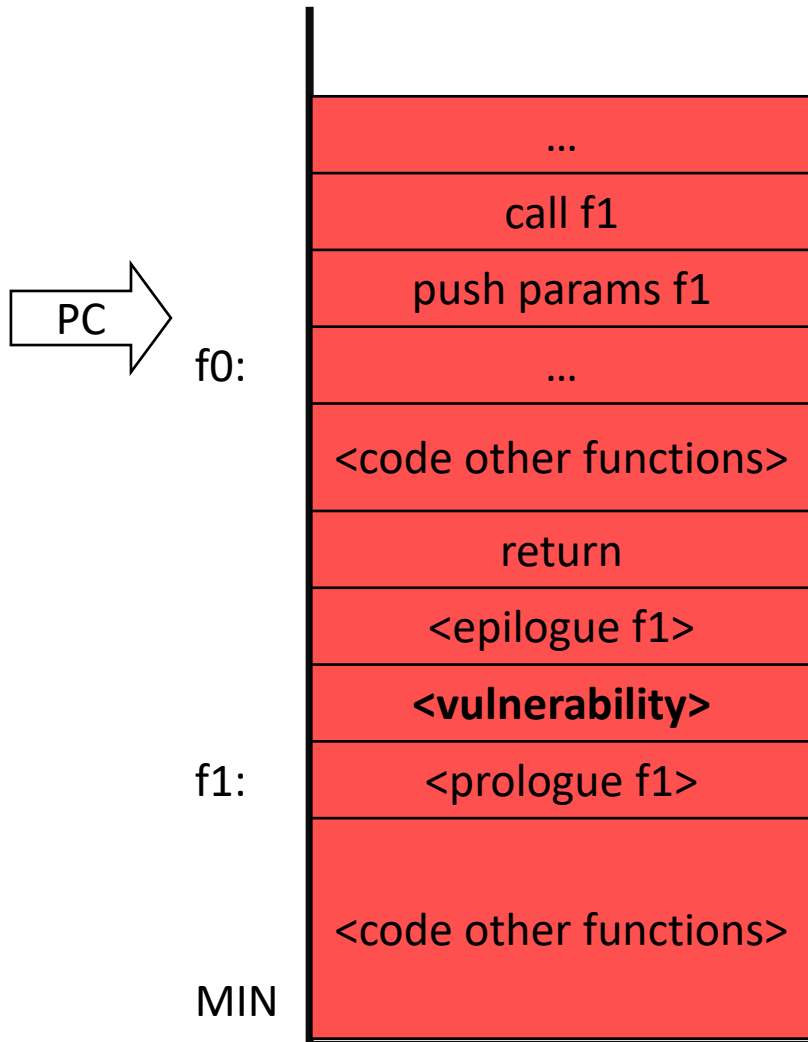 …
call f1
push params f1
PC
f0:
…
<code other functions>
return
<epilogue f1>
<vulnerability>
f1:
<prologue f1>
<code other functions>
MIN